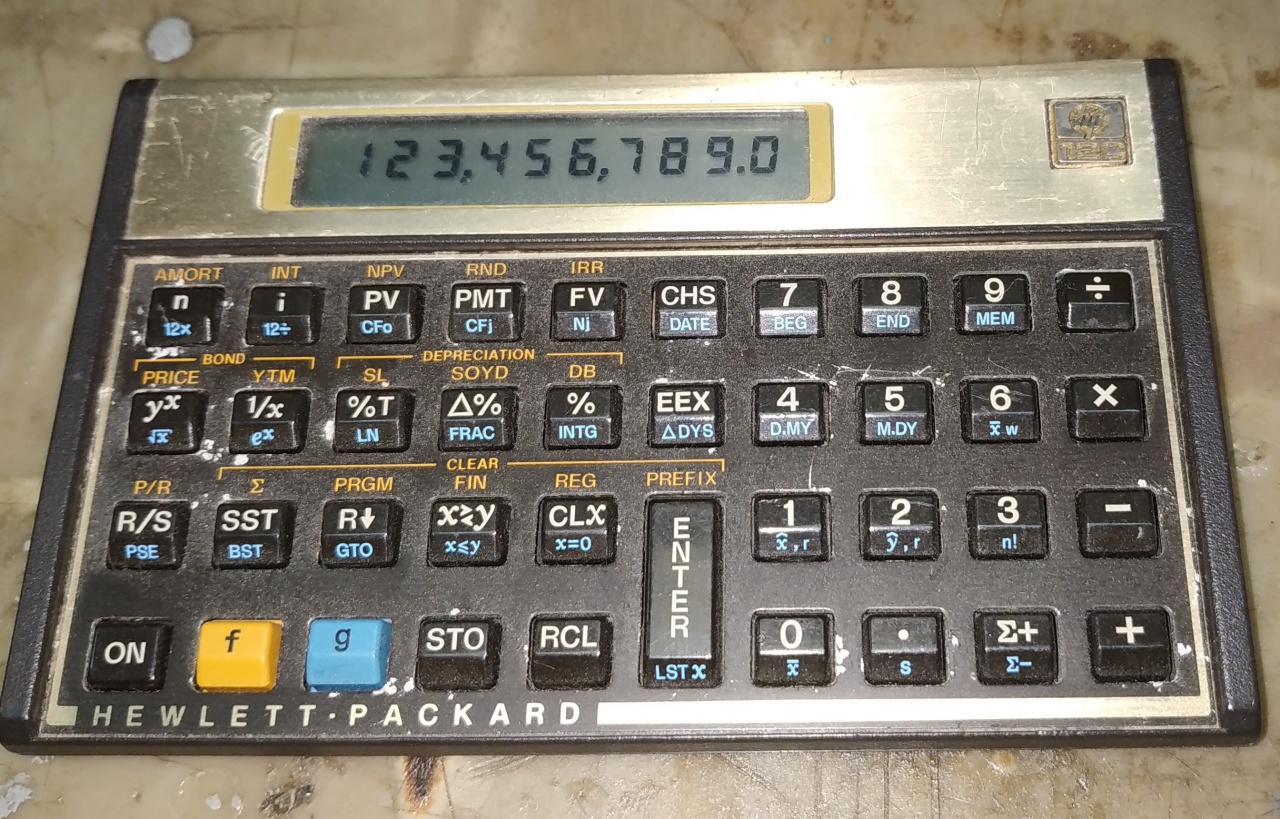 123,456,789.0
hp
12C
AMORT INT NPV RND IRR
n i PV PMT FV CHS 7 8 9 ÷
12× 12÷ CFo CFj Nj DATE BEG END MEM
BOND DEPRECIATION
PRICE YTM SL SOYD DB
yˣ 1/x %T Δ% % EEX 4 5 6 ×
√x eˣ LN FRAC INTG ΔDYS D.MY M.DY x̅ w
CLEAR
P/R Σ PRGM FIN REG PREFIX
R/S SST R↓ x≷y CLx ENTER 1 2 3 −
PSE BST GTO x≤y x=0 x̂,r ŷ,r n!
ON f g STO RCL 0 . Σ+ +
LST x x̅ s Σ−
HEWLETT·PACKARD